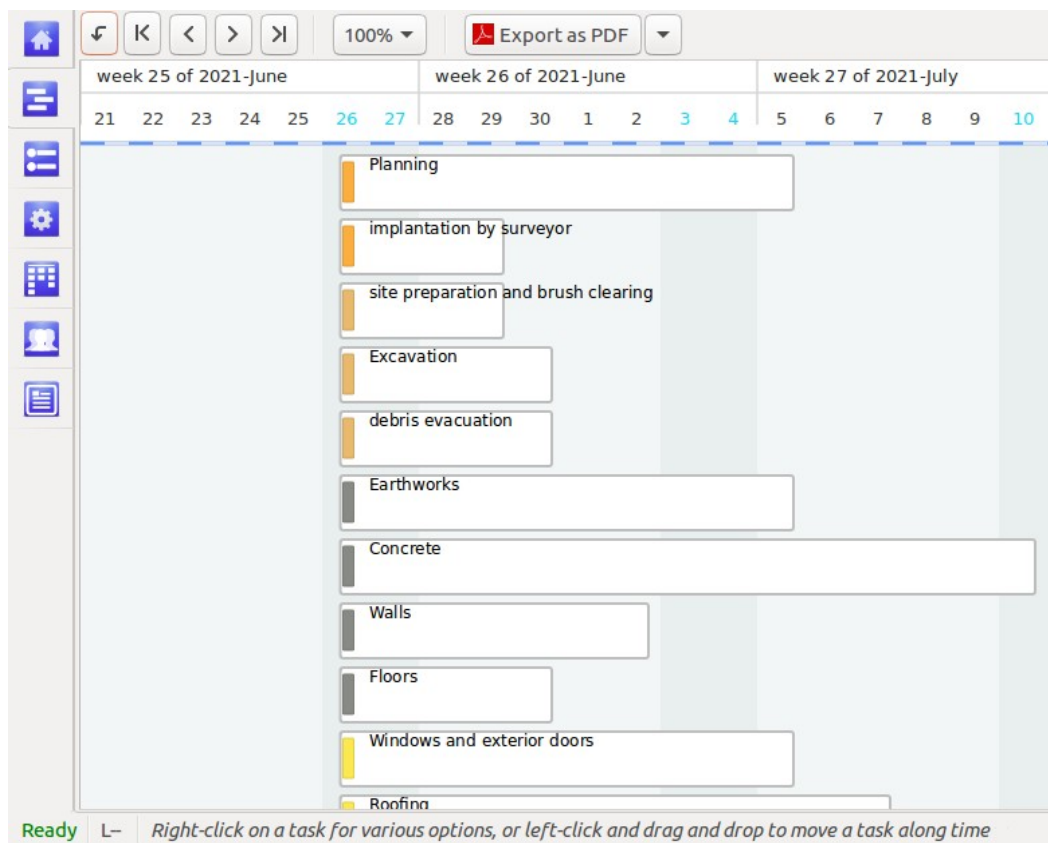 100% Export as PDF
week 25 of 2021-June week 26 of 2021-June week 27 of 2021-July
21 22 23 24 25 26 27 28 29 30 1 2 3 4 5 6 7 8 9 10
Planning
implantation by surveyor
site preparation and brush clearing
Excavation
debris evacuation
Earthworks
Concrete
Walls
Floors
Windows and exterior doors
Roofing
Ready L-- Right-click on a task for various options, or left-click and drag and drop to move a task along time